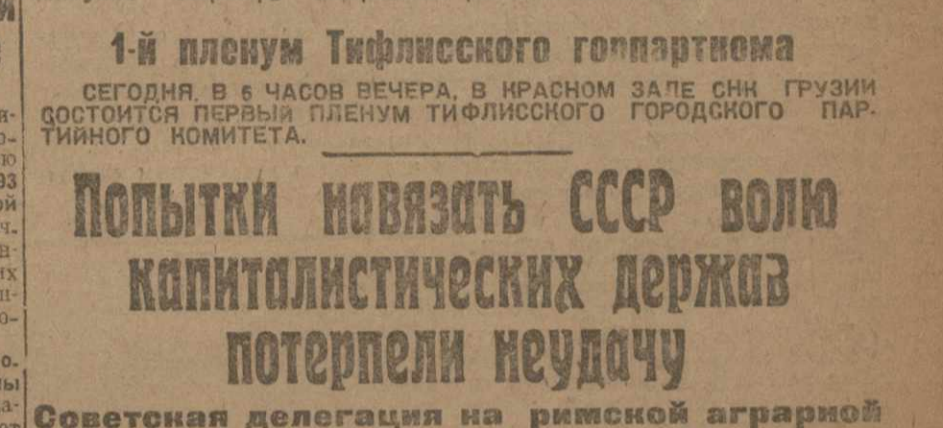 1-й пленум Тифлисского горпарткома
СЕГОДНЯ, В 6 ЧАСОВ ВЕЧЕРА, В КРАСНОМ ЗАЛЕ СНК ГРУЗИИ
СОСТОИТСЯ ПЕРВЫЙ ПЛЕНУМ ТИФЛИССКОГО ГОРОДСКОГО ПАР-
ТИЙНОГО КОМИТЕТА.
Попытки навязать СССР волю
капиталистических держав
потерпели неудачу
Советская делегация на римской аграрной